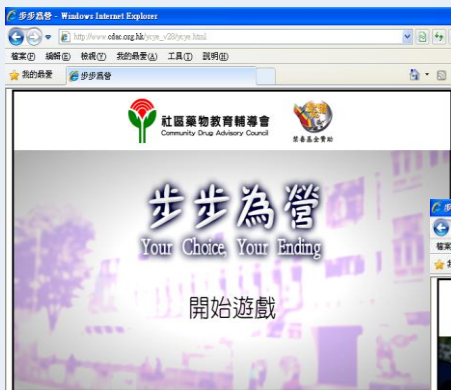 步步為營 - Windows Internet Explorer
http://www.cdac.org.hk/ycye_v28/ycye.html
檔案(F) 編輯(E) 檢視(V) 我的最愛(A) 工具(T) 說明(H)
我的最愛 步步為營
社區藥物教育輔導會
Community Drug Advisory Council
禁毒基金贊助
步步為營
Your Choice, Your Ending
開始遊戲